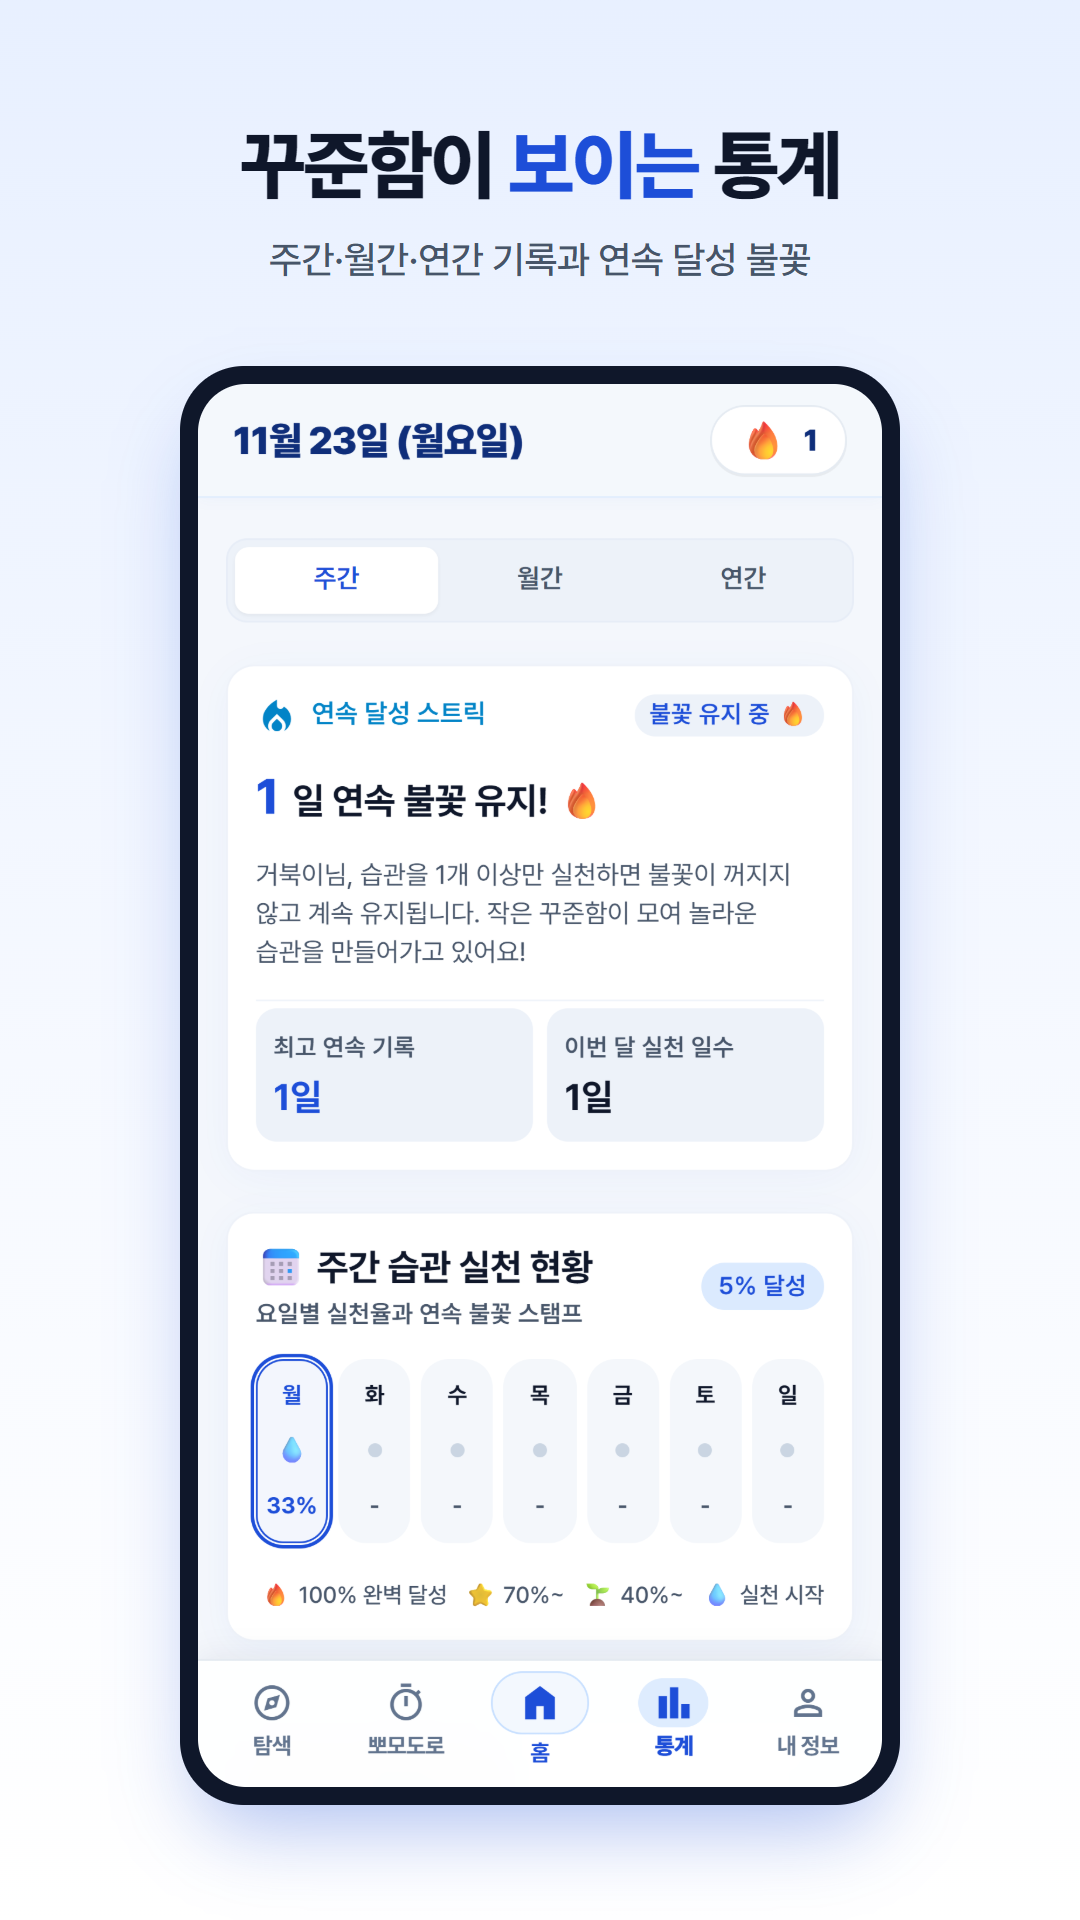 꾸준함이 보이는 통계
주간·월간·연간 기록과 연속 달성 불꽃
11월 23일 (월요일)
1
주간
월간
연간
연속 달성 스트릭
불꽃 유지 중
1 일 연속 불꽃 유지!
거북이님, 습관을 1개 이상만 실천하면 불꽃이 꺼지지
않고 계속 유지됩니다. 작은 꾸준함이 모여 놀라운
습관을 만들어가고 있어요!
최고 연속 기록
1일
이번 달 실천 일수
1일
주간 습관 실천 현황
요일별 실천율과 연속 불꽃 스탬프
5% 달성
월 화 수 목 금 토 일
33% - - - - - -
100% 완벽 달성 70%~ 40%~ 실천 시작
탐색 뽀모도로 홈 통계 내 정보